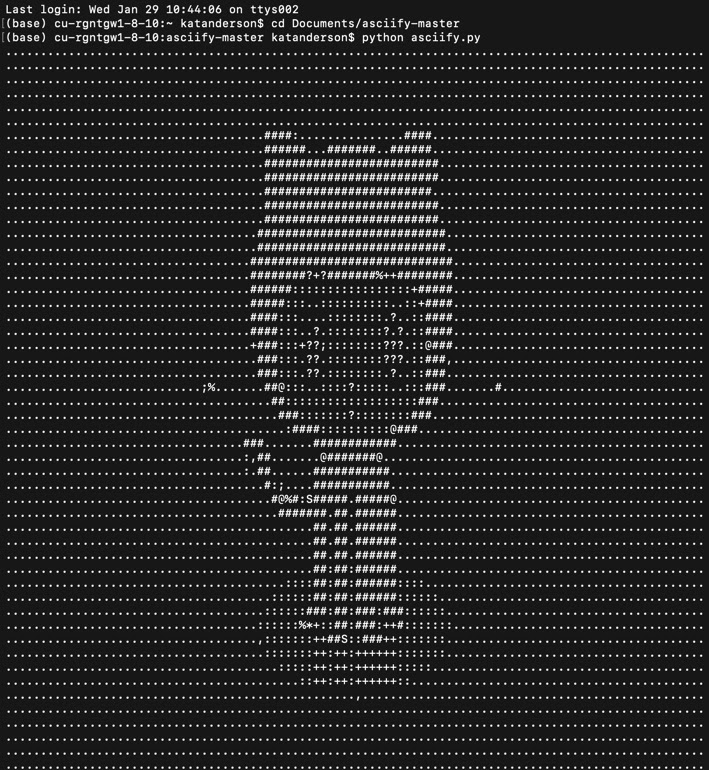 Last login: Wed Jan 29 10:44:06 on ttys002
(base) cu-rgntgw1-8-10:~ katanderson$ cd Documents/asciify-master
(base) cu-rgntgw1-8-10:asciify-master katanderson$ python asciify.py